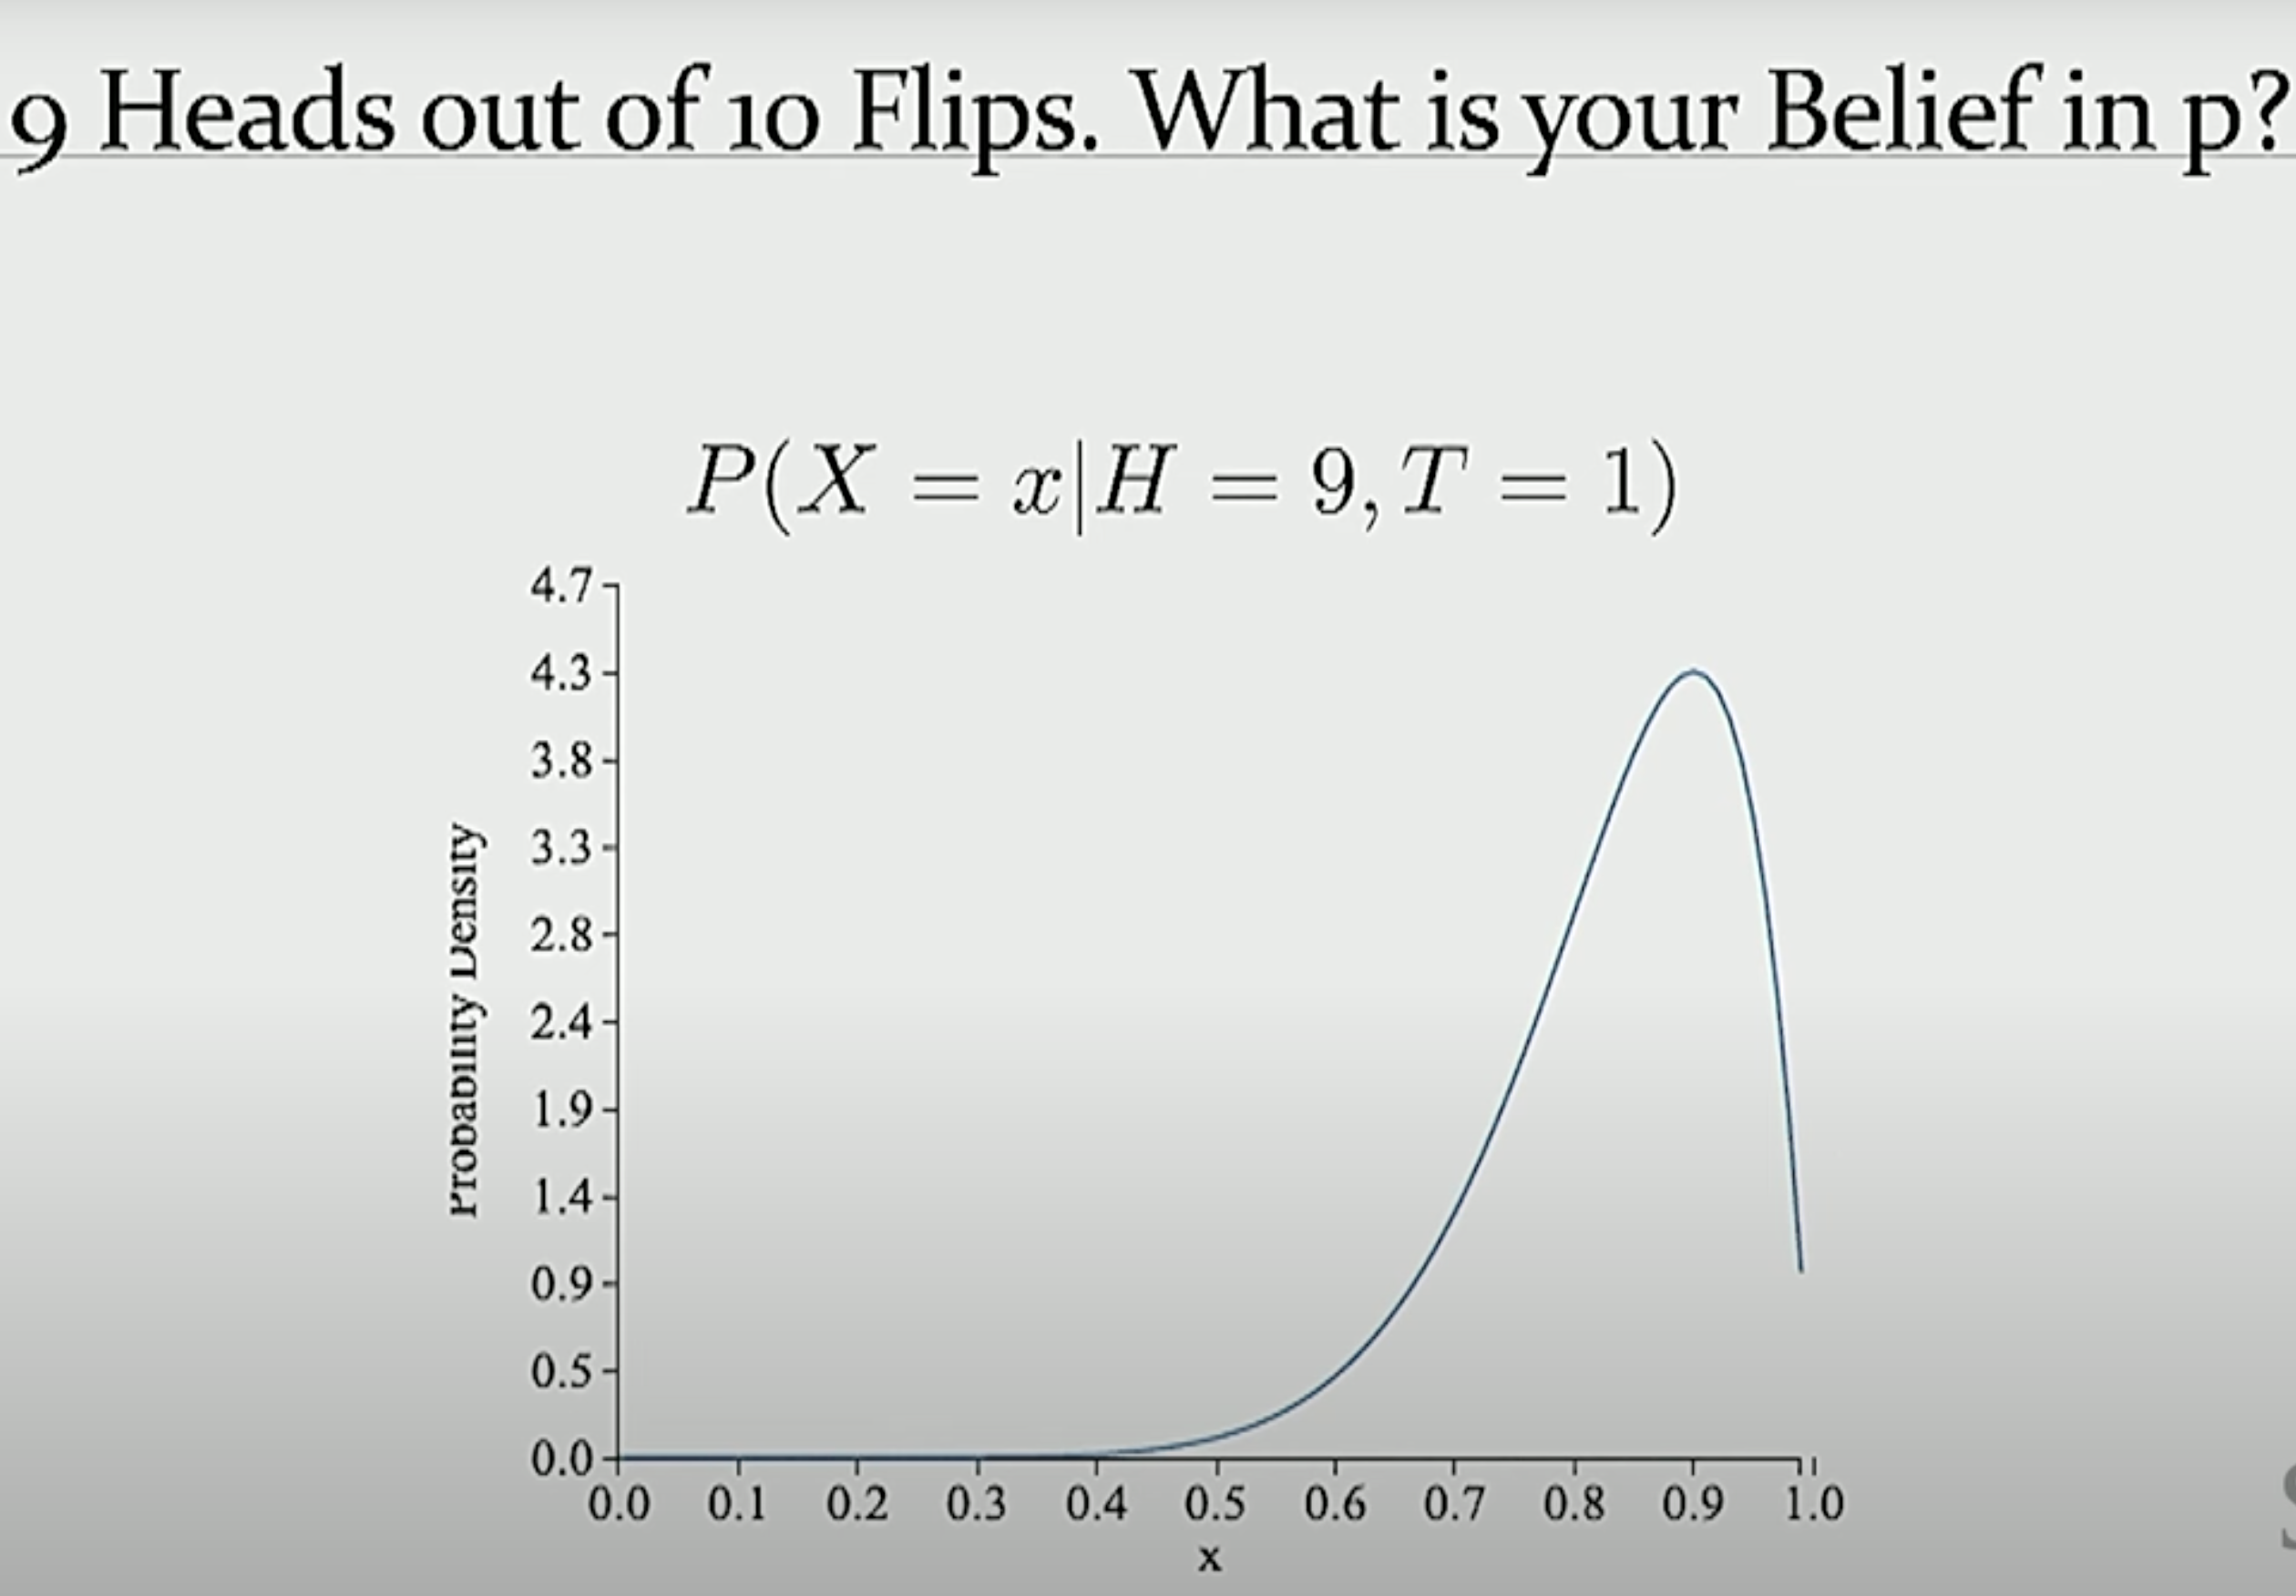 9 Heads out of 10 Flips. What is your Belief in p?
P(X = x|H = 9, T = 1)
4.7
4.3
3.8
3.3
2.8
2.4
1.9
1.4
0.9
0.5
0.0
Probability Density
0.0 0.1 0.2 0.3 0.4 0.5 0.6 0.7 0.8 0.9 1.0
x